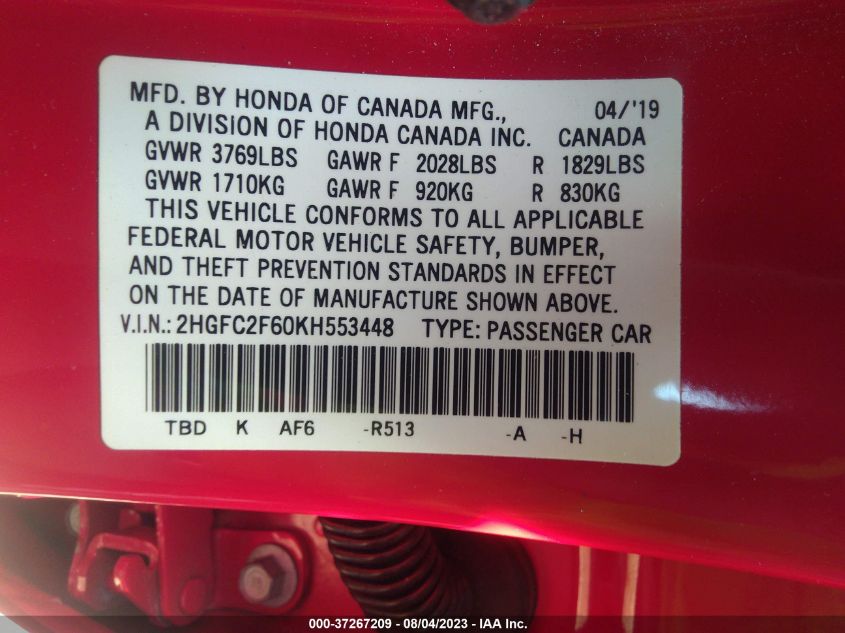 MFD. BY HONDA OF CANADA MFG., 04/'19
A DIVISION OF HONDA CANADA INC. CANADA
GVWR 3769LBS GAWR F 2028LBS R 1829LBS
GVWR 1710KG GAWR F 920KG R 830KG
THIS VEHICLE CONFORMS TO ALL APPLICABLE
FEDERAL MOTOR VEHICLE SAFETY, BUMPER,
AND THEFT PREVENTION STANDARDS IN EFFECT
ON THE DATE OF MANUFACTURE SHOWN ABOVE.
V.I.N.: 2HGFC2F60KH553448 TYPE: PASSENGER CAR
TBD K AF6 -R513 -A -H
000-37267209 - 08/04/2023 - IAA Inc.